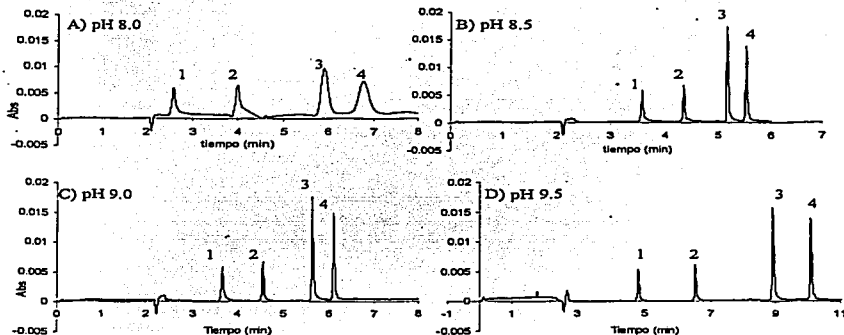 A) pH 8.0
0.02
0.015
0.01
0.005
0
-0.005
Abs
1
2
3
4
0 1 2 3 4 5 6 7 8
tiempo (min)
B) pH 8.5
0.02
0.015
0.01
0.005
0
-0.005
1
2
3
4
0 1 2 3 4 5 6 7
tiempo (min)
C) pH 9.0
0.02
0.015
0.01
0.005
0
-0.005
Abs
1
2
3
4
0 1 2 3 4 5 6 7 8
Tiempo (min)
D) pH 9.5
0.02
0.015
0.01
0.005
0
-0.005
1
2
3
4
-1 1 3 5 7 9 11
Tiempo (min)